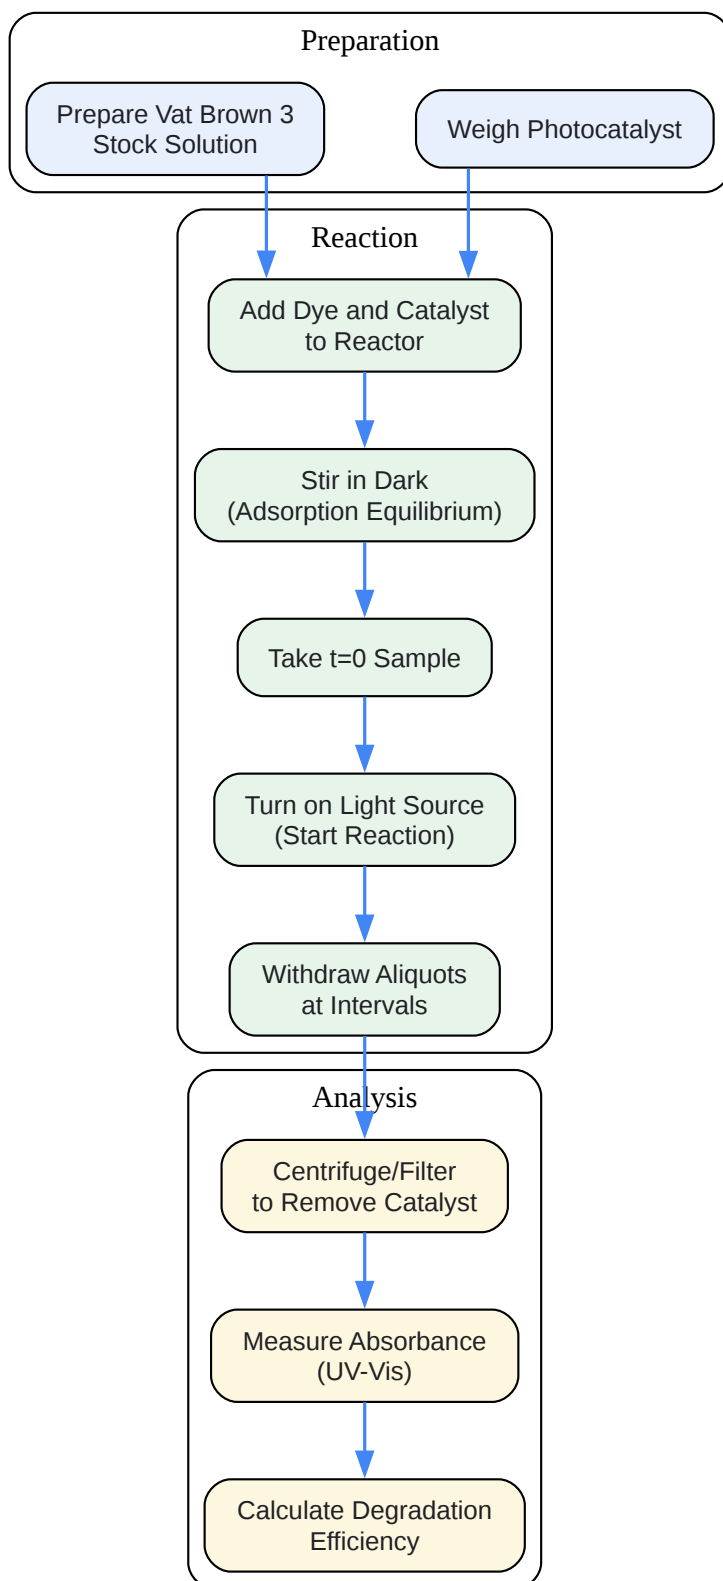 Preparation
Prepare Vat Brown 3
Stock Solution
Weigh Photocatalyst
Reaction
Add Dye and Catalyst
to Reactor
Stir in Dark
(Adsorption Equilibrium)
Take t=0 Sample
Turn on Light Source
(Start Reaction)
Withdraw Aliquots
at Intervals
Analysis
Centrifuge/Filter
to Remove Catalyst
Measure Absorbance
(UV-Vis)
Calculate Degradation
Efficiency